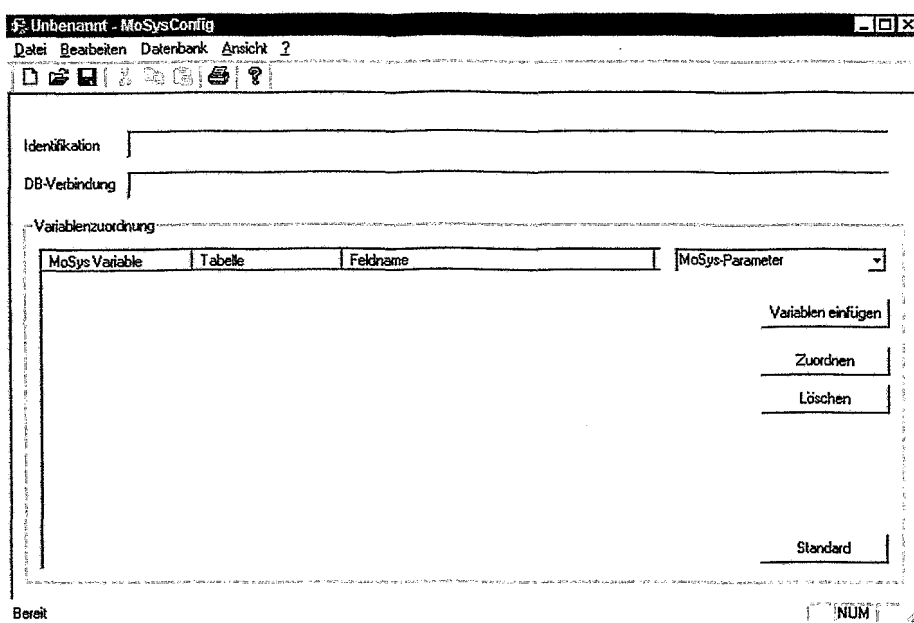 Unbenannt - MoSysConfig
Datei Bearbeiten Datenbank Ansicht ?
Identifikation
DB-Verbindung
Variablenzuordnung
MoSys Variable Tabelle Feldname MoSys-Parameter
Variablen einfügen
Zuordnen
Löschen
Standard
Bereit NUM